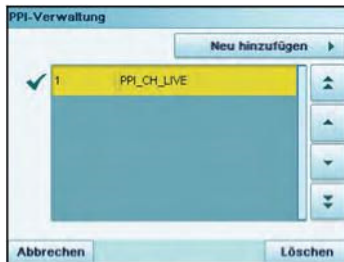 PPI-Verwaltung
Neu hinzufügen
1 PPI_CH_LIVE
Abbrechen
Löschen